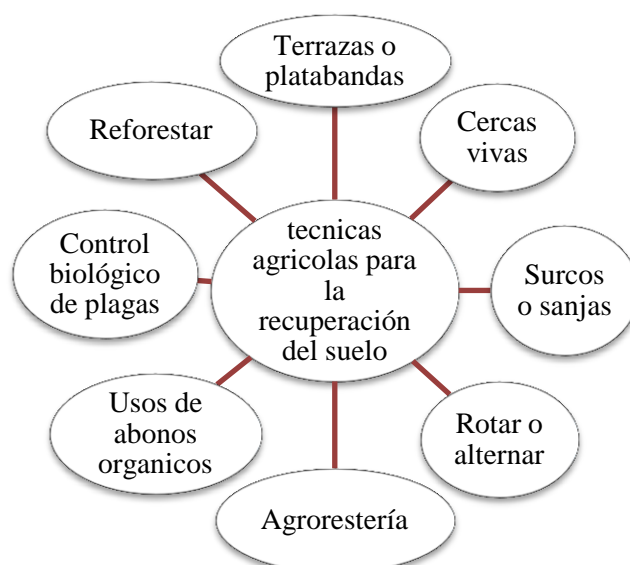 Terrazas o
platabandas
Cercas
vivas
Surcos
o sanjas
Rotar o
alternar
Agrorestería
Usos de
abonos
organicos
Control
biológico
de plagas
Reforestar
tecnicas
agricolas para
la
recuperación
del suelo